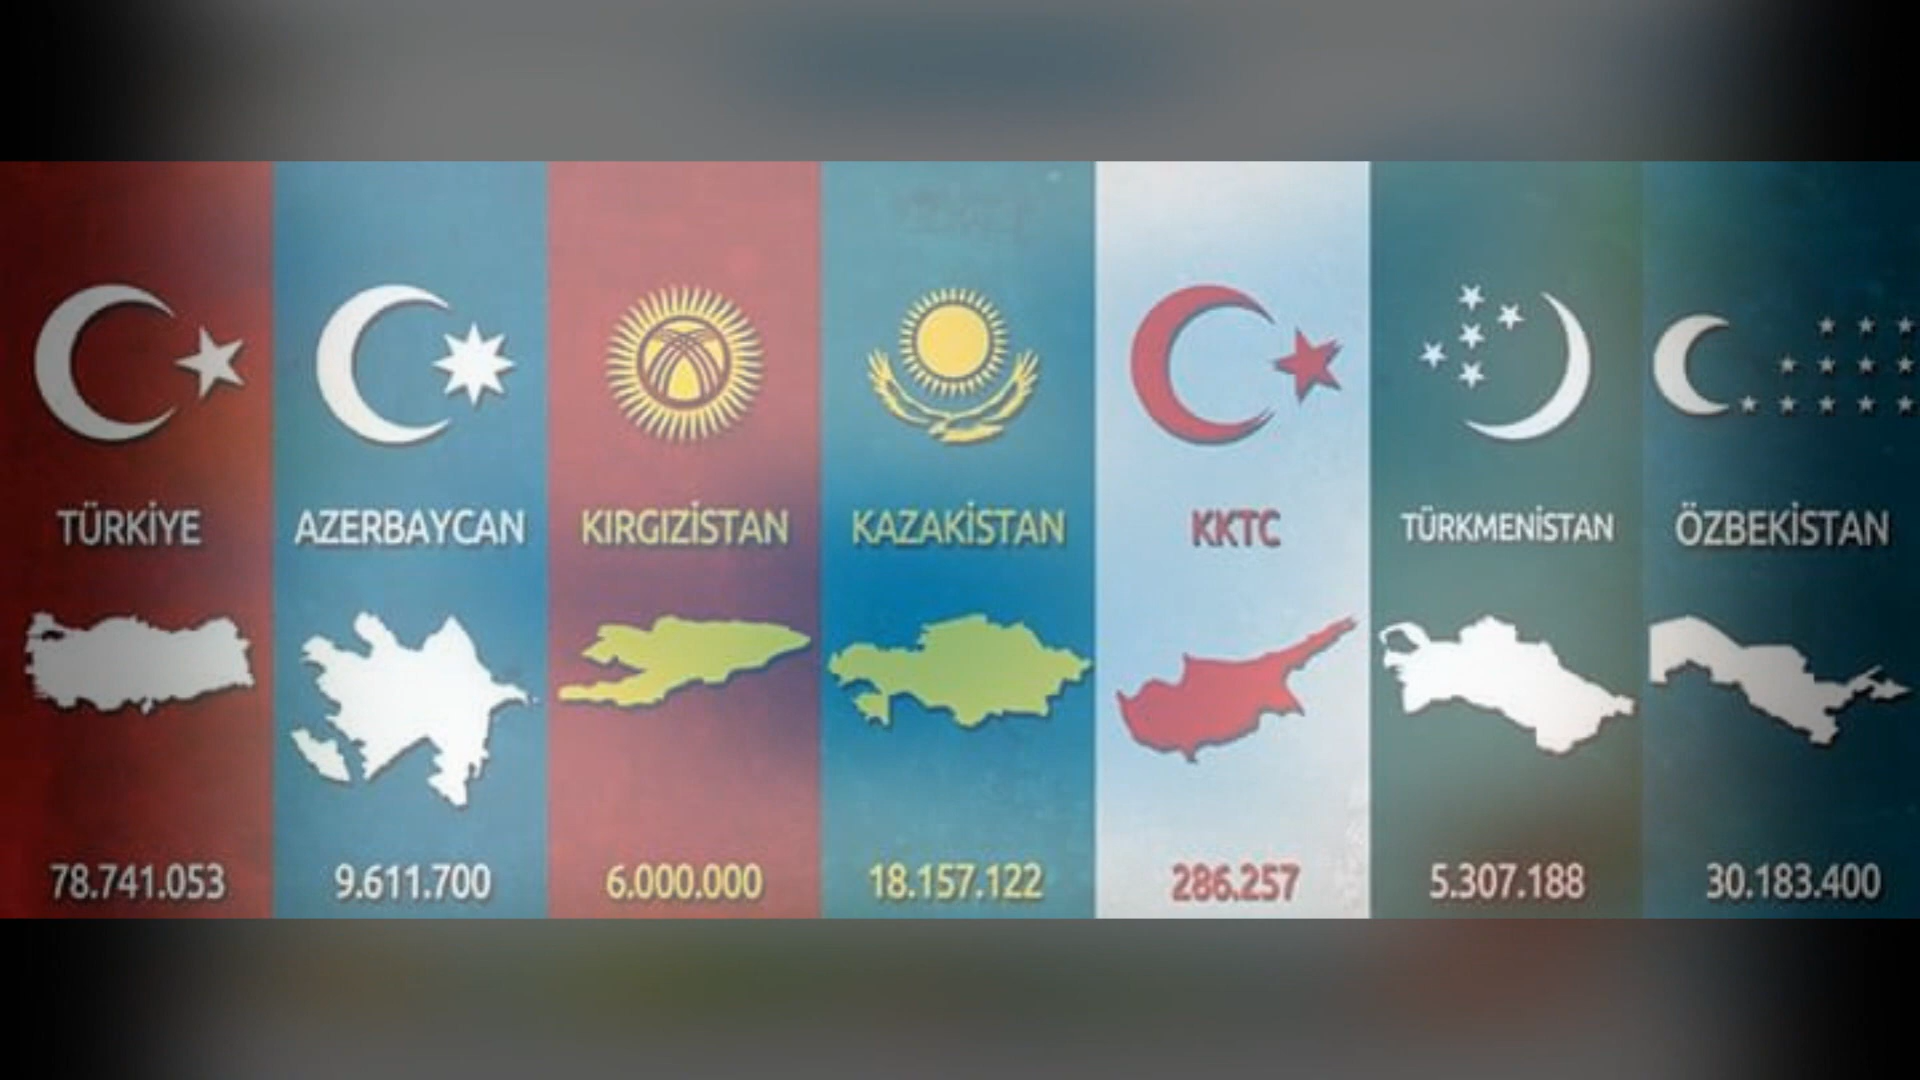 TÜRKİYE
AZERBAYCAN
KIRGIZİSTAN
KAZAKİSTAN
KKTC
TÜRKMENİSTAN
ÖZBEKİSTAN
78.741.053
9.611.700
6.000.000
18.157.122
286.257
5.307.188
30.183.400